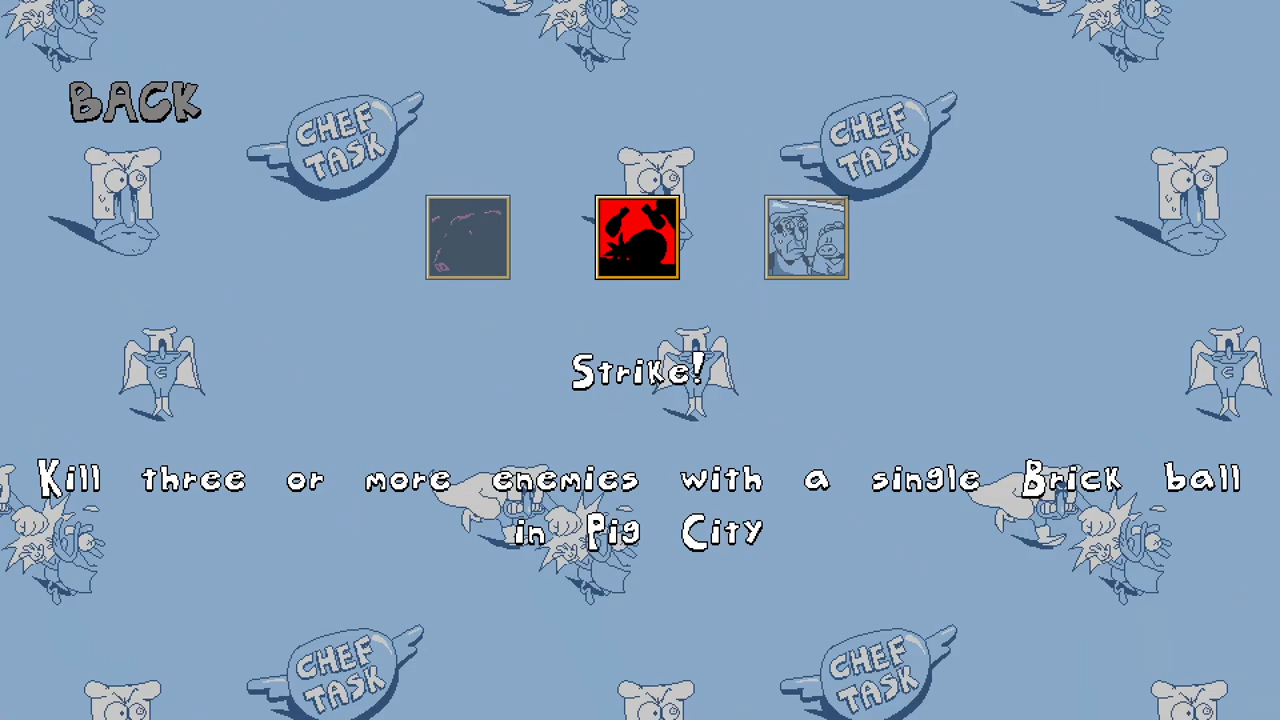 BACK
CHEF
TASK
CHEF
TASK
Strike!
Kill three or more enemies with a single Brick ball
in Pig City
CHEF
TASK
CHEF
TASK